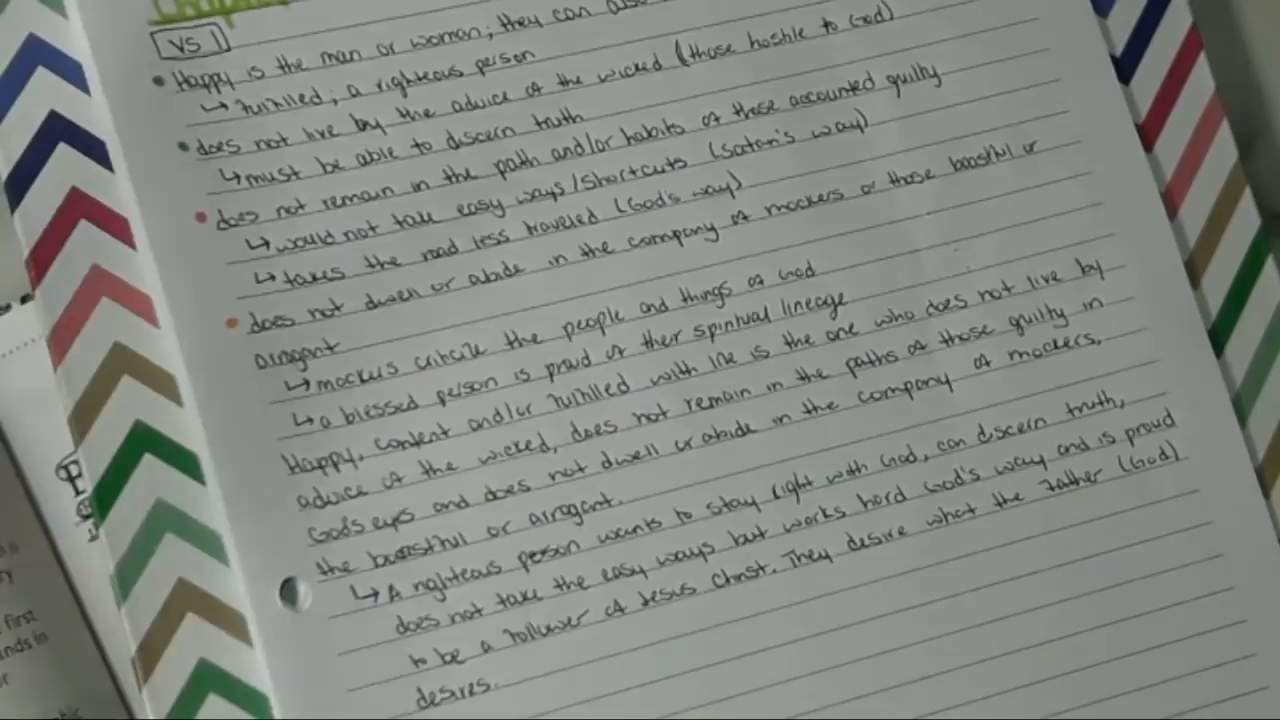 VS 1
• Happy is the man or woman; they can also
↳ fulfilled; a righteous person
• does not live by the advice of the wicked (those hostile to God)
↳ must be able to discern truth
• does not remain in the path and/or habits of those accounted guilty
↳ would not take easy ways/shortcuts (Satan's way)
↳ takes the road less traveled (God's way)
• does not dwell or abide in the company of mockers or those boastful or
arrogant
↳ mockers criticize the people and things of God
↳ a blessed person is proud of their spiritual lineage
Happy, content and/or fulfilled with life is the one who does not live by
advice of the wicked, does not remain in the paths of those guilty in
God's eyes and does not dwell or abide in the company of mockers,
the boastful or arrogant.
↳ A righteous person wants to stay right with God, can discern truth,
does not take the easy ways but works hard God's way and is proud
to be a follower of Jesus Christ. They desire what the Father (God)
desires.
first